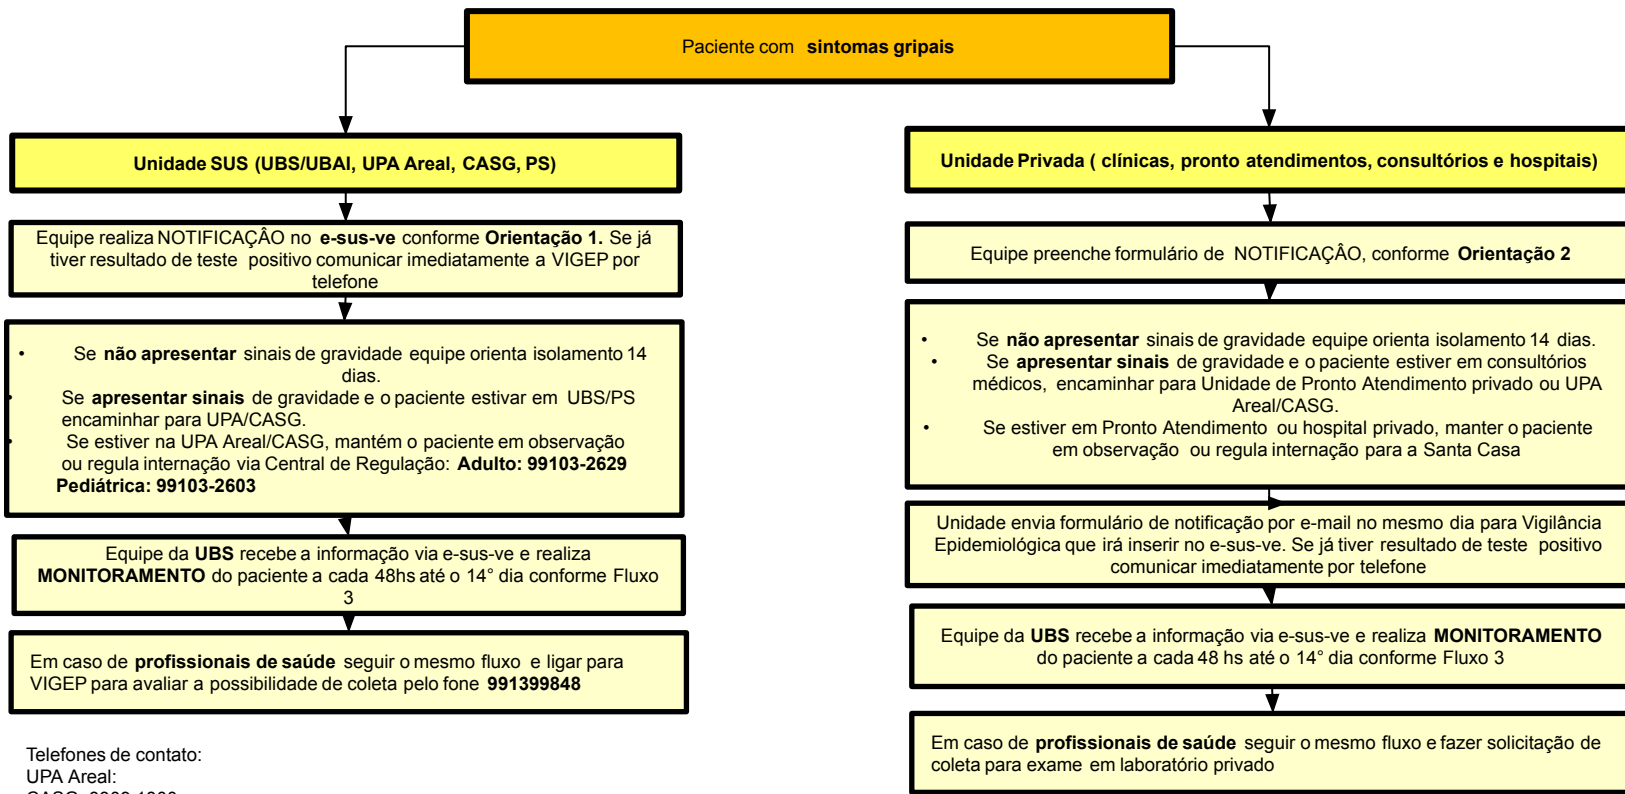 Paciente com sintomas gripais
Unidade SUS (UBS/UBAI, UPA Areal, CASG, PS)
Equipe realiza NOTIFICAÇÂO no e-sus-ve conforme Orientação 1. Se já
tiver resultado de teste positivo comunicar imediatamente a VIGEP por
telefone
• Se não apresentar sinais de gravidade equipe orienta isolamento 14
dias.
• Se apresentar sinais de gravidade e o paciente estivar em UBS/PS
encaminhar para UPA/CASG.
• Se estiver na UPA Areal/CASG, mantém o paciente em observação
ou regula internação via Central de Regulação: Adulto: 99103-2629
Pediátrica: 99103-2603
Equipe da UBS recebe a informação via e-sus-ve e realiza
MONITORAMENTO do paciente a cada 48hs até o 14° dia conforme Fluxo
3
Em caso de profissionais de saúde seguir o mesmo fluxo e ligar para
VIGEP para avaliar a possibilidade de coleta pelo fone 991399848
Telefones de contato:
UPA Areal:
Unidade Privada ( clínicas, pronto atendimentos, consultórios e hospitais)
Equipe preenche formulário de NOTIFICAÇÂO, conforme Orientação 2
• Se não apresentar sinais de gravidade equipe orienta isolamento 14 dias.
• Se apresentar sinais de gravidade e o paciente estiver em consultórios
médicos, encaminhar para Unidade de Pronto Atendimento privado ou UPA
Areal/CASG.
• Se estiver em Pronto Atendimento ou hospital privado, manter o paciente
em observação ou regula internação para a Santa Casa
Unidade envia formulário de notificação por e-mail no mesmo dia para Vigilância
Epidemiológica que irá inserir no e-sus-ve. Se já tiver resultado de teste positivo
comunicar imediatamente por telefone
Equipe da UBS recebe a informação via e-sus-ve e realiza MONITORAMENTO
do paciente a cada 48 hs até o 14° dia conforme Fluxo 3
Em caso de profissionais de saúde seguir o mesmo fluxo e fazer solicitação de
coleta para exame em laboratório privado